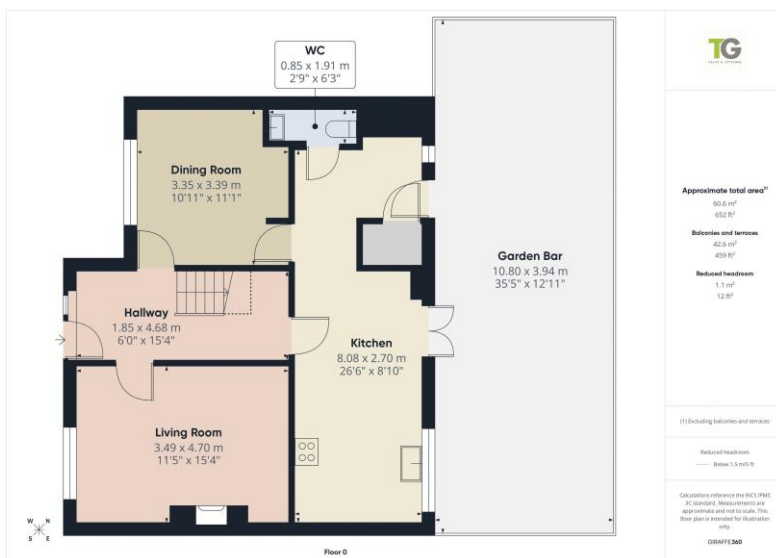 WC
0.85 x 1.91 m
2'9" x 6'3"
Dining Room
3.35 x 3.39 m
10'11" x 11'1"
Hallway
1.85 x 4.68 m
6'0" x 15'4"
Living Room
3.49 x 4.70 m
11'5" x 15'4"
Kitchen
8.08 x 2.70 m
26'6" x 8'10"
Garden Bar
10.80 x 3.94 m
35'5" x 12'11"
W N
S E
Floor 0
TG
SALES & LETTINGS
Approximate total area⁽¹⁾
60.6 m²
652 ft²
Balconies and terraces
42.6 m²
459 ft²
Reduced headroom
1.1 m²
12 ft²
(1) Excluding balconies and terraces
Reduced headroom
Below 1.5 m/5 ft
Calculations reference the RICS IPMS
3C standard. Measurements are
approximate and not to scale. This
floor plan is intended for illustration
only.
GIRAFFE360